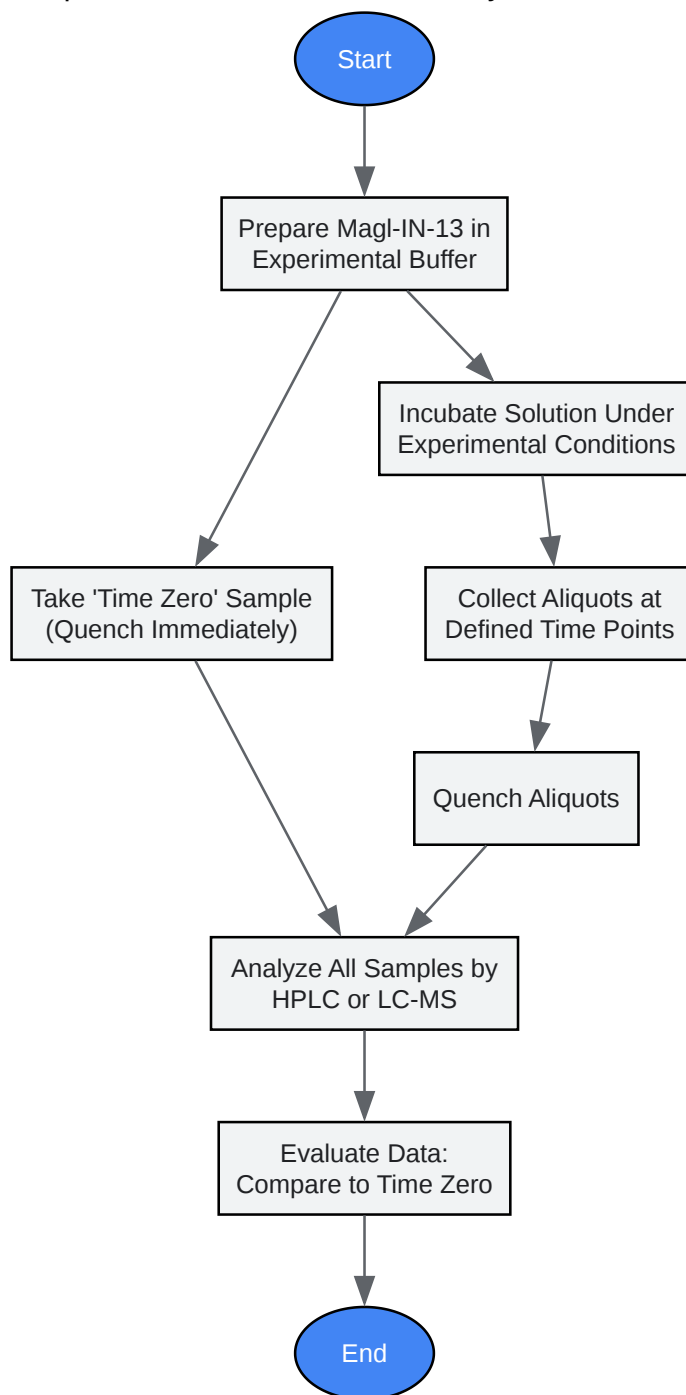 Start
Prepare Magl-IN-13 in
Experimental Buffer
Incubate Solution Under
Experimental Conditions
Take 'Time Zero' Sample
(Quench Immediately)
Collect Aliquots at
Defined Time Points
Quench Aliquots
Analyze All Samples by
HPLC or LC-MS
Evaluate Data:
Compare to Time Zero
End